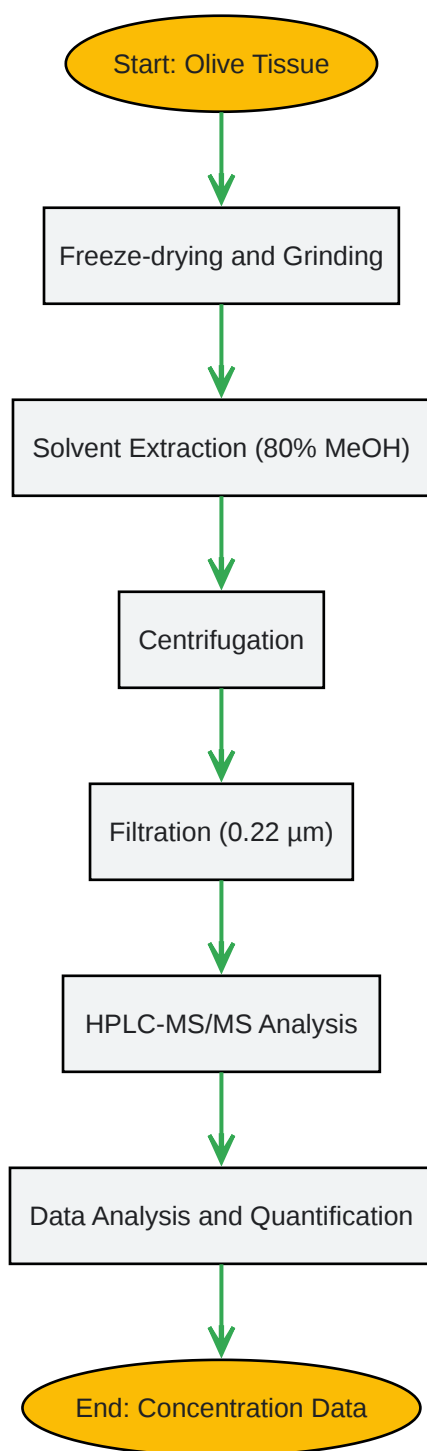 Start: Olive Tissue
Freeze-drying and Grinding
Solvent Extraction (80% MeOH)
Centrifugation
Filtration (0.22 µm)
HPLC-MS/MS Analysis
Data Analysis and Quantification
End: Concentration Data